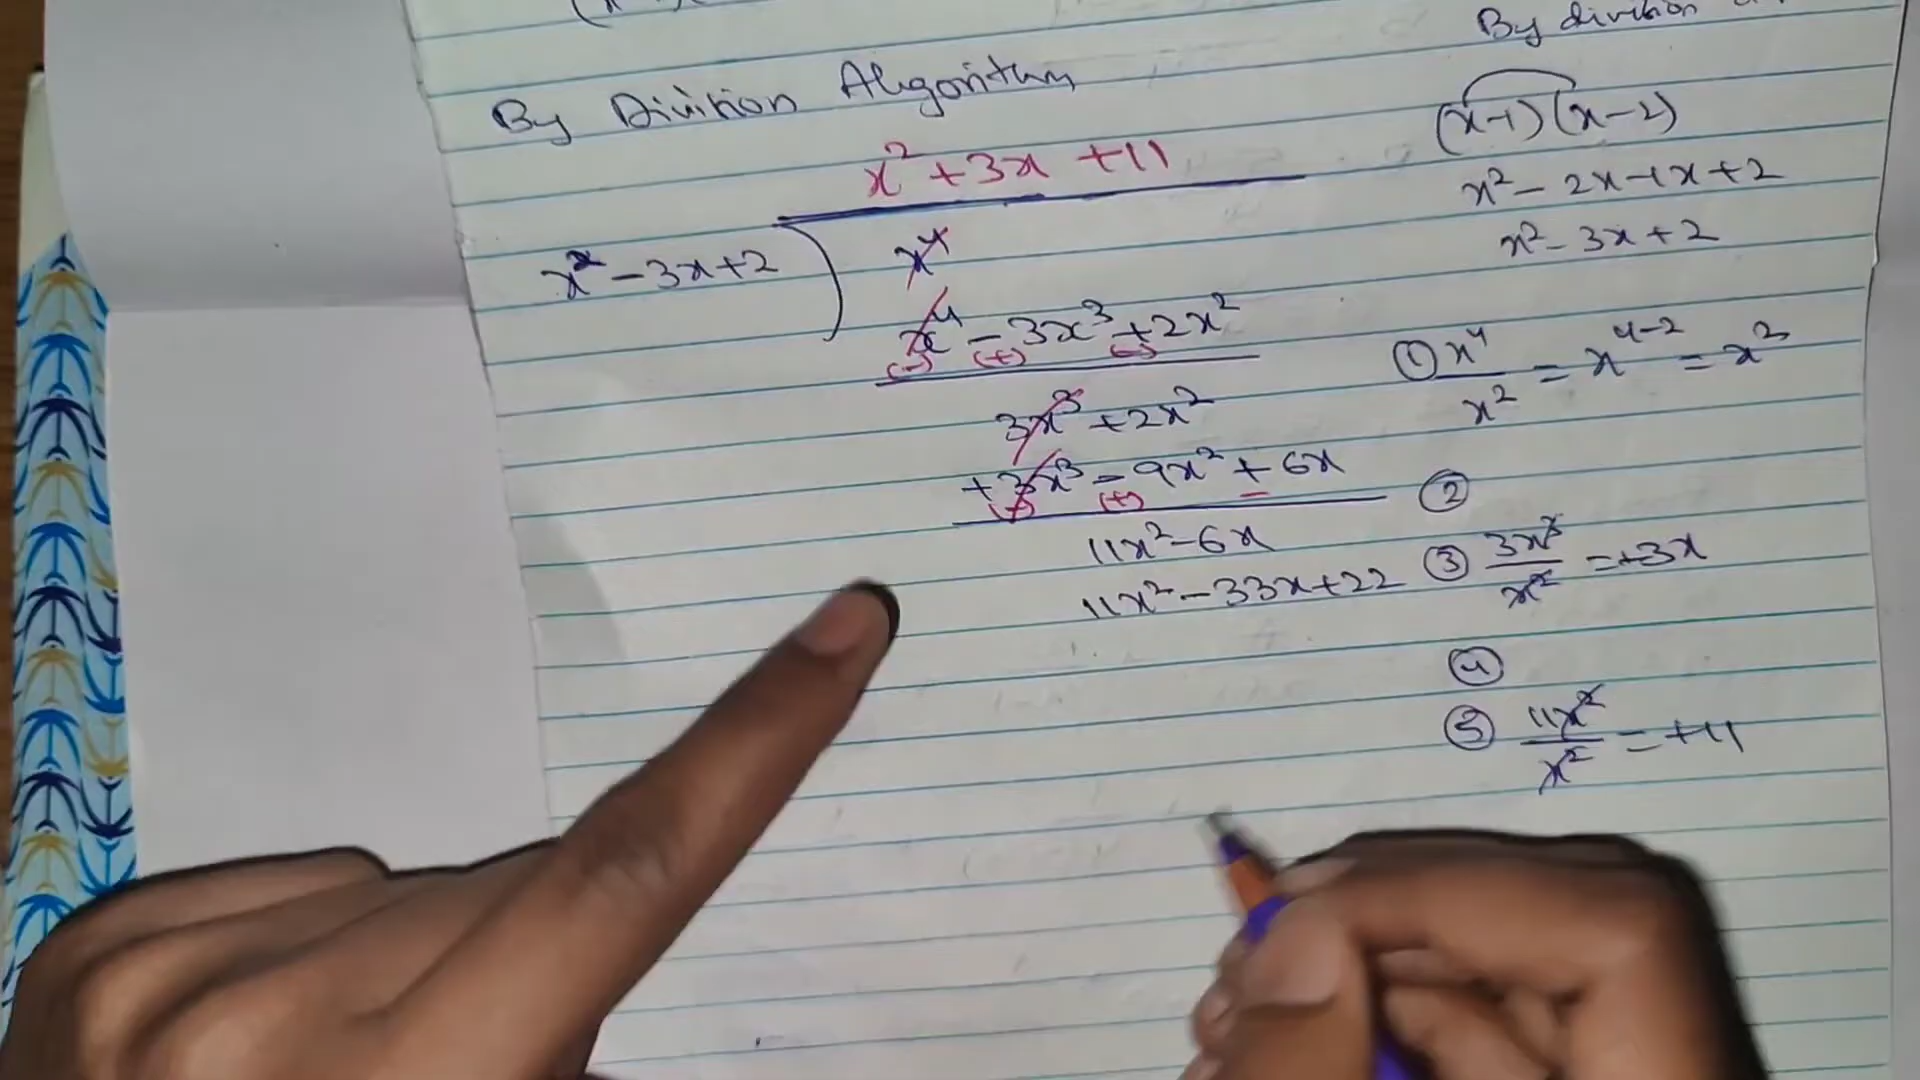 By division
By Division Algorithm
x² + 3x + 11
x² - 3x + 2 ) x⁴
x⁴ - 3x³ + 2x²
(-) (+) (-)
3x³ + 2x²
+ 3x³ - 9x² + 6x
(-) (+) -
11x² - 6x
11x² - 33x + 22
(x-1)(x-2)
x² - 2x - 1x + 2
x² - 3x + 2
① x⁴/x² = x⁴⁻² = x²
②
③ 3x³/x² = +3x
④
⑤ 11x²/x² = +11